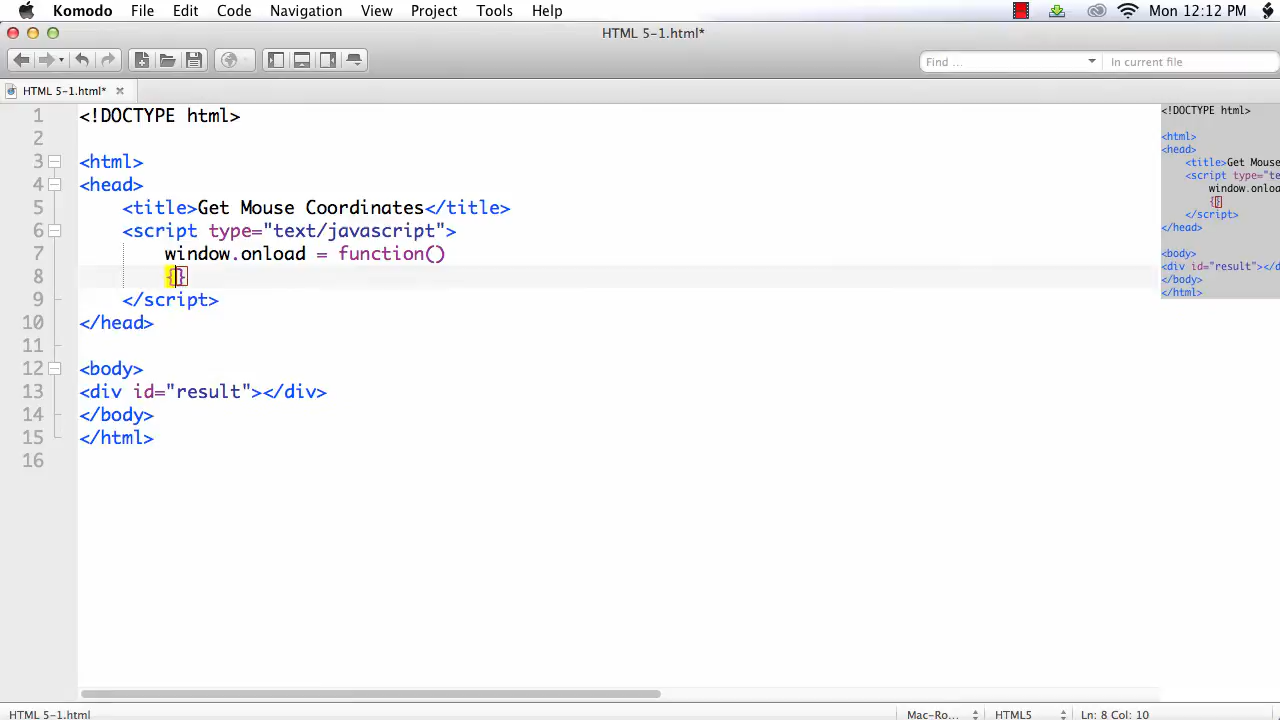 Komodo File Edit Code Navigation View Project Tools Help Mon 12:12 PM
HTML 5-1.html*
Find ... In current file
HTML 5-1.html*
1 <!DOCTYPE html>
2
3 <html>
4 <head>
5 <title>Get Mouse Coordinates</title>
6 <script type="text/javascript">
7 window.onload = function()
8 {}
9 </script>
10 </head>
11
12 <body>
13 <div id="result"></div>
14 </body>
15 </html>
16
<!DOCTYPE html>
<html>
<head>
<title>Get Mouse
<script type="te
window.onload
{}
</script>
</head>
<body>
<div id="result"></d
</body>
</html>
HTML 5-1.html Mac-Ro... HTML5 Ln: 8 Col: 10